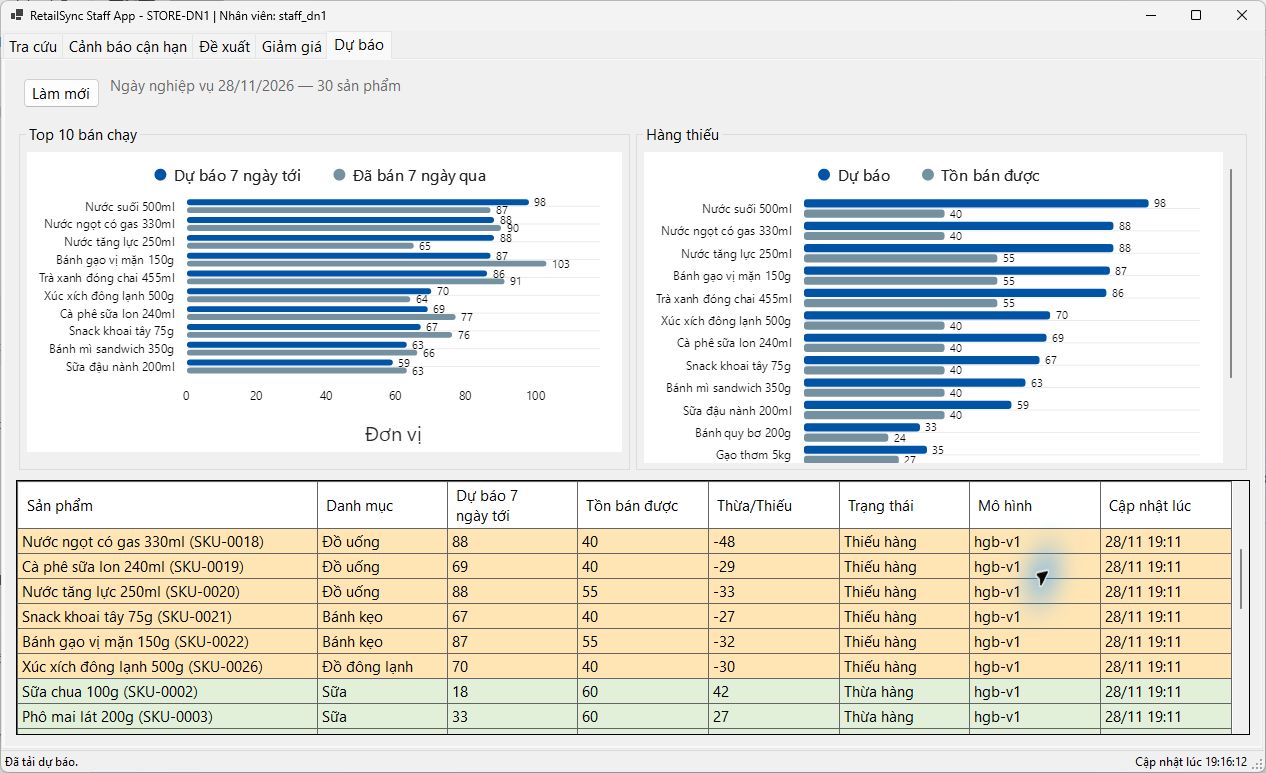 RetailSync Staff App - STORE-DN1 | Nhân viên: staff_dn1
Tra cứu Cảnh báo cận hạn Đề xuất Giảm giá Dự báo
Làm mới Ngày nghiệp vụ 28/11/2026 — 30 sản phẩm
Top 10 bán chạy
Dự báo 7 ngày tới Đã bán 7 ngày qua
Nước suối 500ml 98 87
Nước ngọt có gas 330ml 88 90
Nước tăng lực 250ml 88 65
Bánh gạo vị mặn 150g 87 103
Trà xanh đóng chai 455ml 86 91
Xúc xích đông lạnh 500g 70 64
Cà phê sữa lon 240ml 69 77
Snack khoai tây 75g 67 76
Bánh mì sandwich 350g 63 66
Sữa đậu nành 200ml 59 63
0 20 40 60 80 100
Đơn vị
Hàng thiếu
Dự báo Tồn bán được
Nước suối 500ml 98 40
Nước ngọt có gas 330ml 88 40
Nước tăng lực 250ml 88 55
Bánh gạo vị mặn 150g 87 55
Trà xanh đóng chai 455ml 86 55
Xúc xích đông lạnh 500g 70 40
Cà phê sữa lon 240ml 69 40
Snack khoai tây 75g 67 40
Bánh mì sandwich 350g 63 40
Sữa đậu nành 200ml 59 40
Bánh quy bơ 200g 33 24
Gạo thơm 5kg 35 27
Sản phẩm Danh mục Dự báo 7 ngày tới Tồn bán được Thừa/Thiếu Trạng thái Mô hình Cập nhật lúc
Nước ngọt có gas 330ml (SKU-0018) Đồ uống 88 40 -48 Thiếu hàng hgb-v1 28/11 19:11
Cà phê sữa lon 240ml (SKU-0019) Đồ uống 69 40 -29 Thiếu hàng hgb-v1 28/11 19:11
Nước tăng lực 250ml (SKU-0020) Đồ uống 88 55 -33 Thiếu hàng hgb-v1 28/11 19:11
Snack khoai tây 75g (SKU-0021) Bánh kẹo 67 40 -27 Thiếu hàng hgb-v1 28/11 19:11
Bánh gạo vị mặn 150g (SKU-0022) Bánh kẹo 87 55 -32 Thiếu hàng hgb-v1 28/11 19:11
Xúc xích đông lạnh 500g (SKU-0026) Đồ đông lạnh 70 40 -30 Thiếu hàng hgb-v1 28/11 19:11
Sữa chua 100g (SKU-0002) Sữa 18 60 42 Thừa hàng hgb-v1 28/11 19:11
Phô mai lát 200g (SKU-0003) Sữa 33 60 27 Thừa hàng hgb-v1 28/11 19:11
Đã tải dự báo. Cập nhật lúc 19:16:12